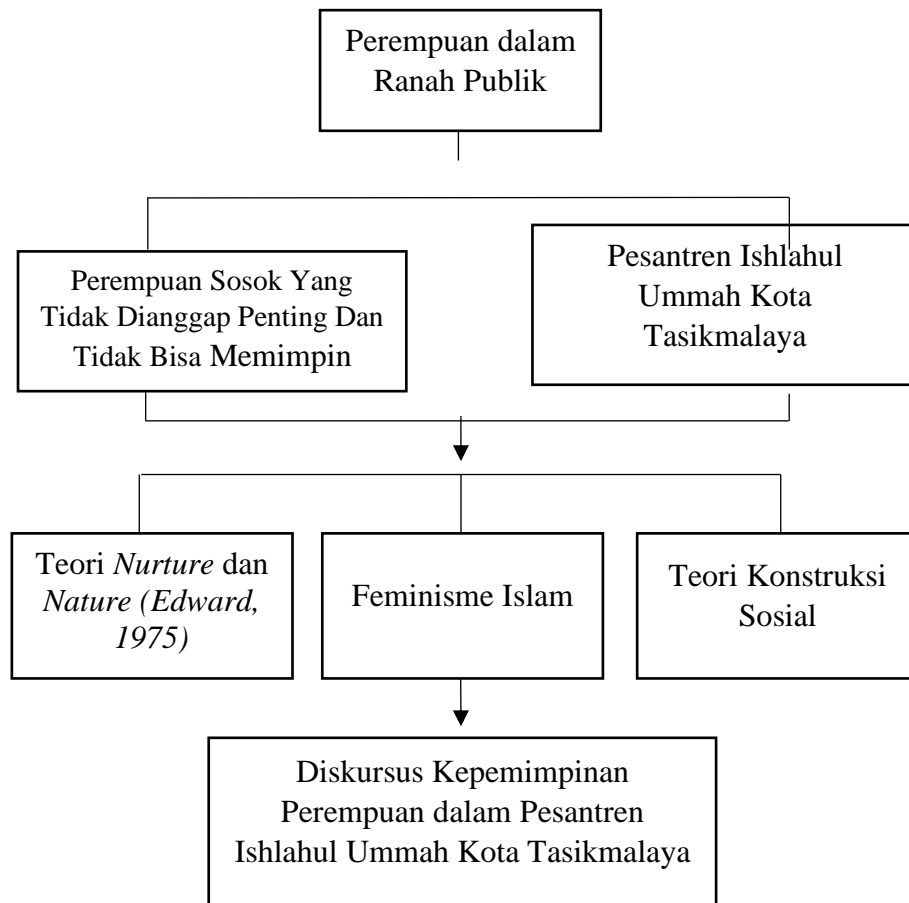 Perempuan dalam
Ranah Publik
Perempuan Sosok Yang
Tidak Dianggap Penting Dan
Tidak Bisa Memimpin
Pesantren Ishlahul
Ummah Kota
Tasikmalaya
Teori Nurture dan
Nature (Edward,
1975)
Feminisme Islam
Teori Konstruksi
Sosial
Diskursus Kepemimpinan
Perempuan dalam Pesantren
Ishlahul Ummah Kota Tasikmalaya